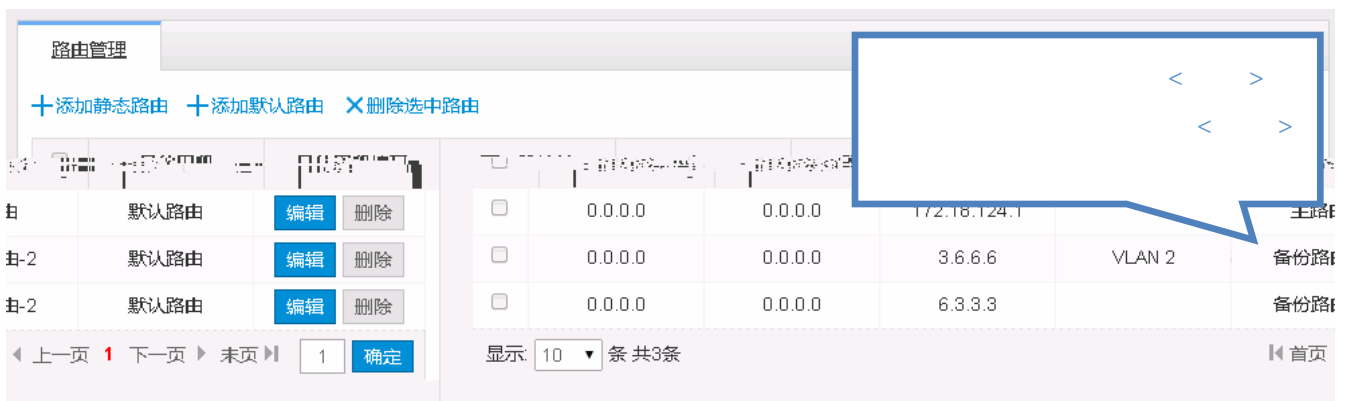 路由管理
添加静态路由 添加默认路由 删除选中路由
< >
< >
由 默认路由 编辑 删除 0.0.0.0 0.0.0.0 172.18.124.1 主路由
由-2 默认路由 编辑 删除 0.0.0.0 0.0.0.0 3.6.6.6 VLAN 2 备份路由
由-2 默认路由 编辑 删除 0.0.0.0 0.0.0.0 6.3.3.3 备份路由
上一页 1 下一页 末页 1 确定 显示: 10 条 共3条 首页